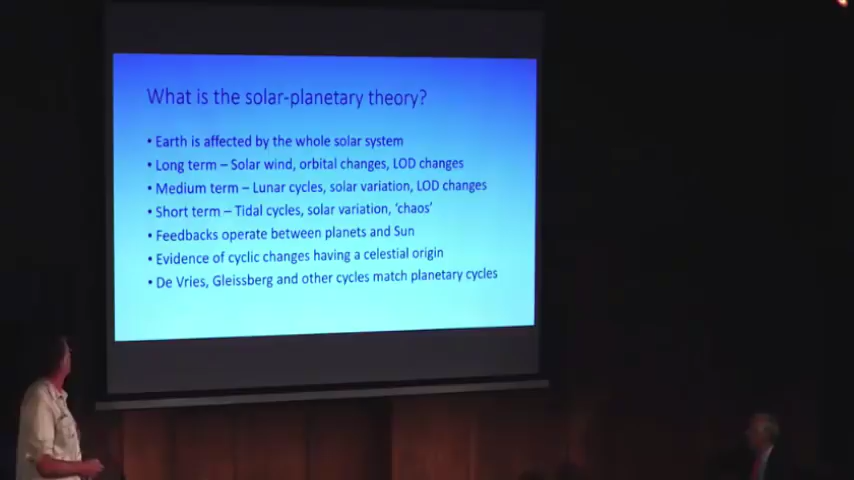 What is the solar-planetary theory?
• Earth is affected by the whole solar system
• Long term – Solar wind, orbital changes, LOD changes
• Medium term – Lunar cycles, solar variation, LOD changes
• Short term – Tidal cycles, solar variation, ‘chaos’
• Feedbacks operate between planets and Sun
• Evidence of cyclic changes having a celestial origin
• De Vries, Gleissberg and other cycles match planetary cycles